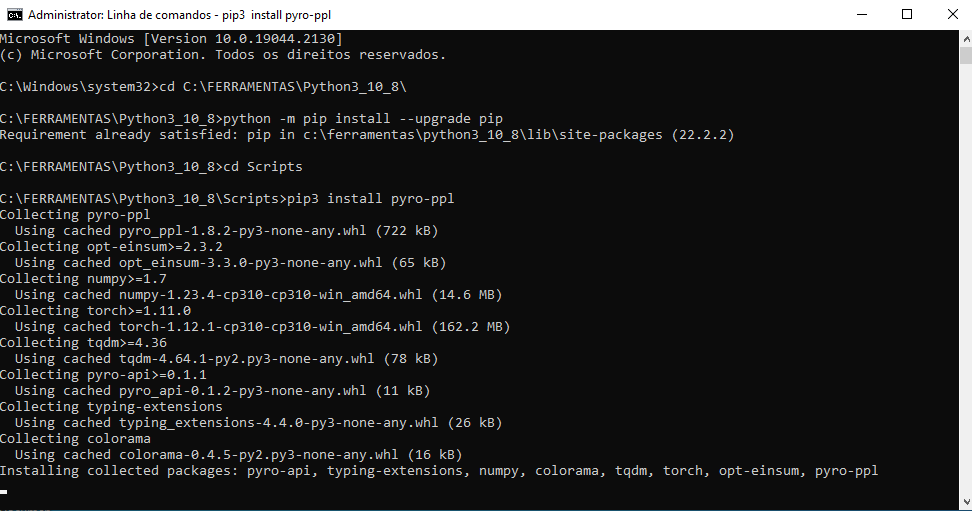 Administrador: Linha de comandos - pip3  install pyro-ppl
Microsoft Windows [Version 10.0.19044.2130]
(c) Microsoft Corporation. Todos os direitos reservados.
C:\Windows\system32>cd C:\FERRAMENTAS\Python3_10_8\
C:\FERRAMENTAS\Python3_10_8>python -m pip install --upgrade pip
Requirement already satisfied: pip in c:\ferramentas\python3_10_8\lib\site-packages (22.2.2)
C:\FERRAMENTAS\Python3_10_8>cd Scripts
C:\FERRAMENTAS\Python3_10_8\Scripts>pip3 install pyro-ppl
Collecting pyro-ppl
  Using cached pyro_ppl-1.8.2-py3-none-any.whl (722 kB)
Collecting opt-einsum>=2.3.2
  Using cached opt_einsum-3.3.0-py3-none-any.whl (65 kB)
Collecting numpy>=1.7
  Using cached numpy-1.23.4-cp310-cp310-win_amd64.whl (14.6 MB)
Collecting torch>=1.11.0
  Using cached torch-1.12.1-cp310-cp310-win_amd64.whl (162.2 MB)
Collecting tqdm>=4.36
  Using cached tqdm-4.64.1-py2.py3-none-any.whl (78 kB)
Collecting pyro-api>=0.1.1
  Using cached pyro_api-0.1.2-py3-none-any.whl (11 kB)
Collecting typing-extensions
  Using cached typing_extensions-4.4.0-py3-none-any.whl (26 kB)
Collecting colorama
  Using cached colorama-0.4.5-py2.py3-none-any.whl (16 kB)
Installing collected packages: pyro-api, typing-extensions, numpy, colorama, tqdm, torch, opt-einsum, pyro-ppl